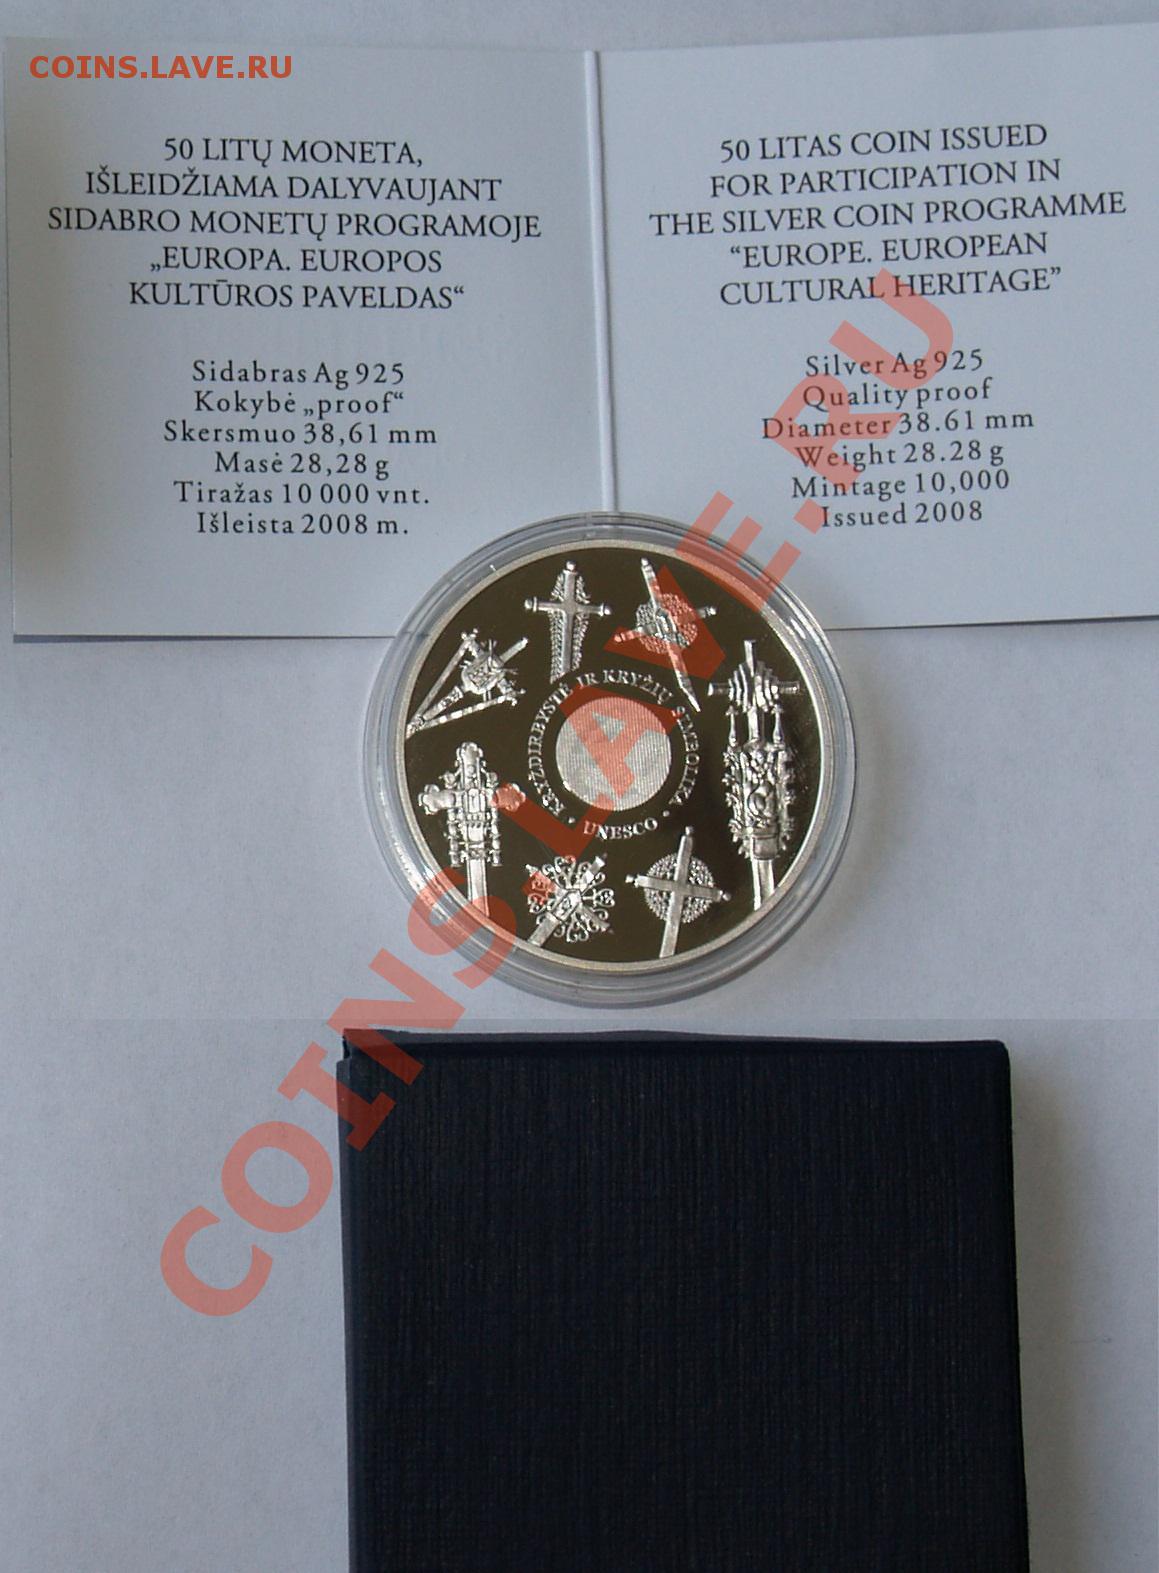 COINS.LAVE.RU
50 LITŲ MONETA,
IŠLEIDŽIAMA DALYVAUJANT
SIDABRO MONETŲ PROGRAMOJE
„EUROPA. EUROPOS
KULTŪROS PAVELDAS“
Sidabras Ag 925
Kokybė „proof“
Skersmuo 38,61 mm
Masė 28,28 g
Tiražas 10 000 vnt.
Išleista 2008 m.
50 LITAS COIN ISSUED
FOR PARTICIPATION IN
THE SILVER COIN PROGRAMME
“EUROPE. EUROPEAN
CULTURAL HERITAGE”
Silver Ag 925
Quality proof
Diameter 38.61 mm
Weight 28.28 g
Mintage 10,000
Issued 2008
KRYŽDIRBYSTĖ IR KRYŽIŲ SIMBOLIKA
• UNESCO •
COINS.LAVE.RU